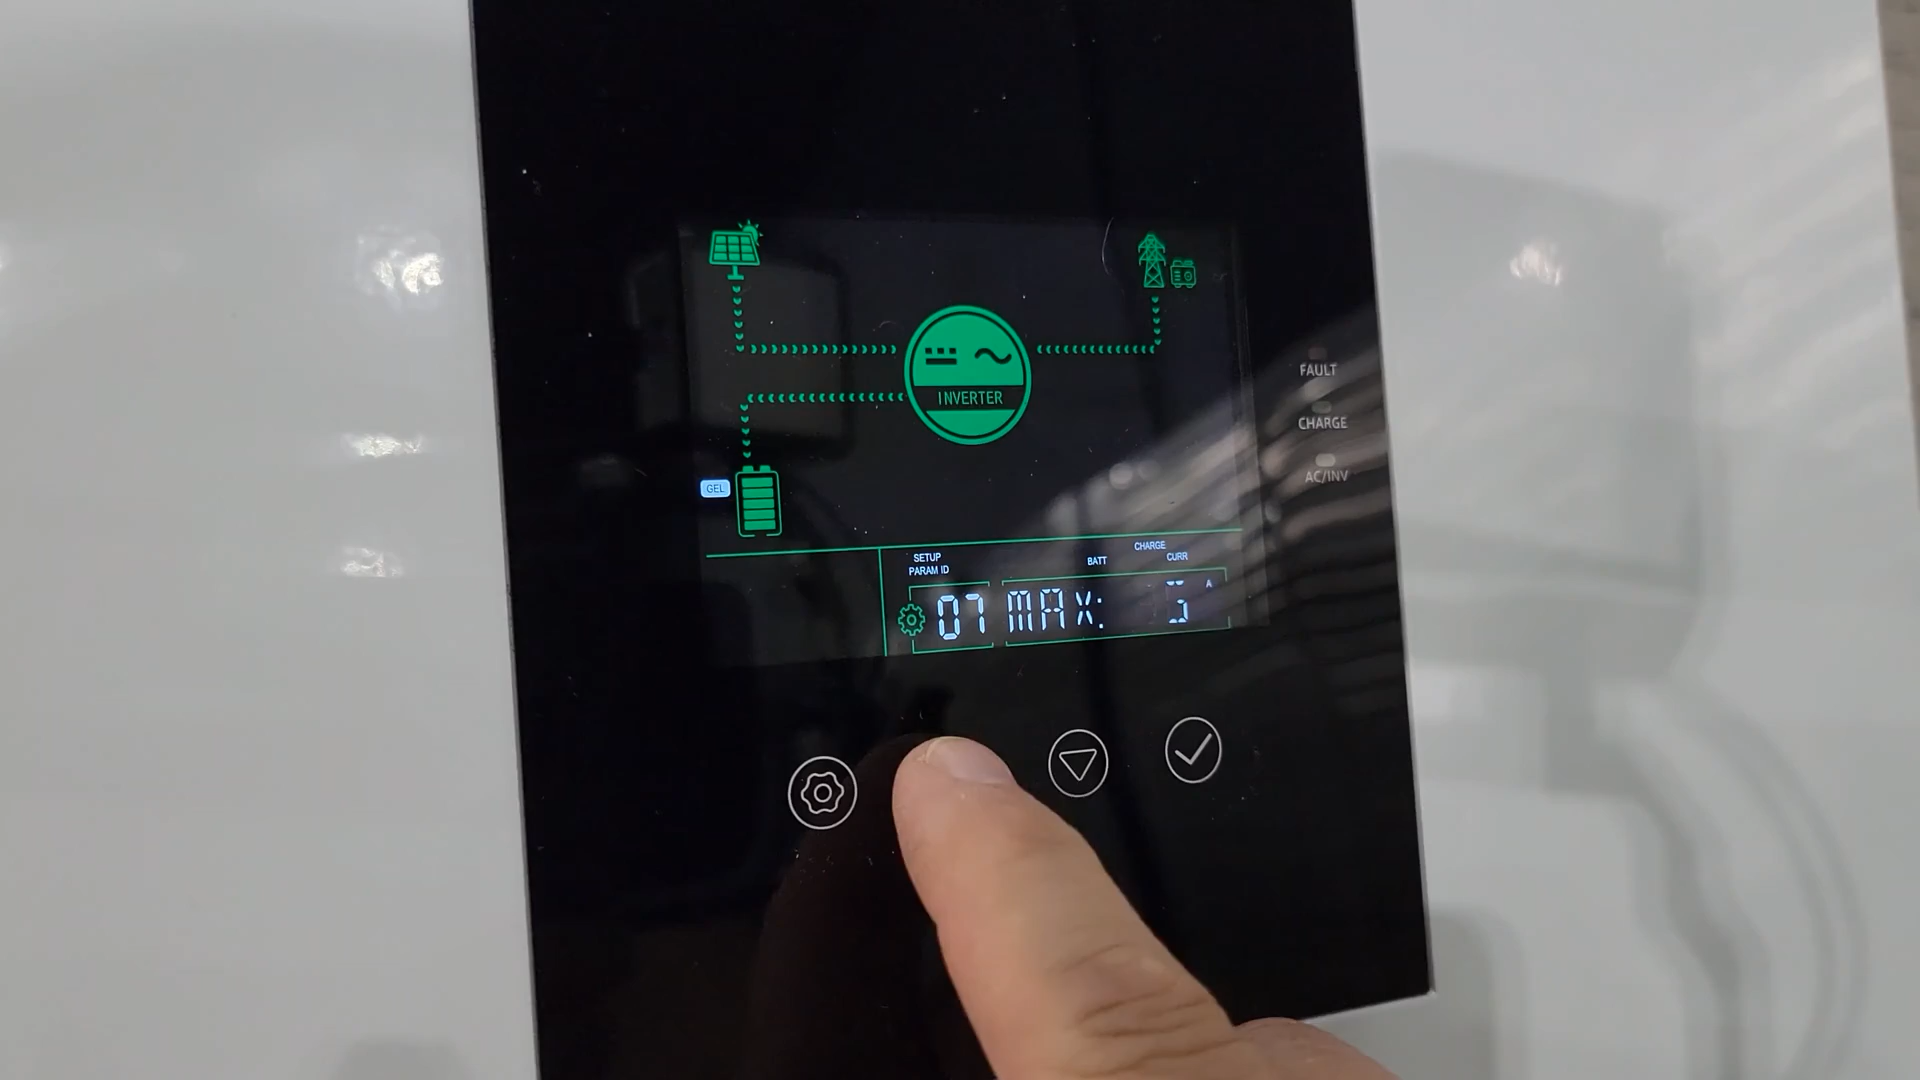 INVERTER
FAULT
CHARGE
AC/INV
GEL
SETUP
PARAM ID
BATT
CHARGE
CURR
07
MAX:
A